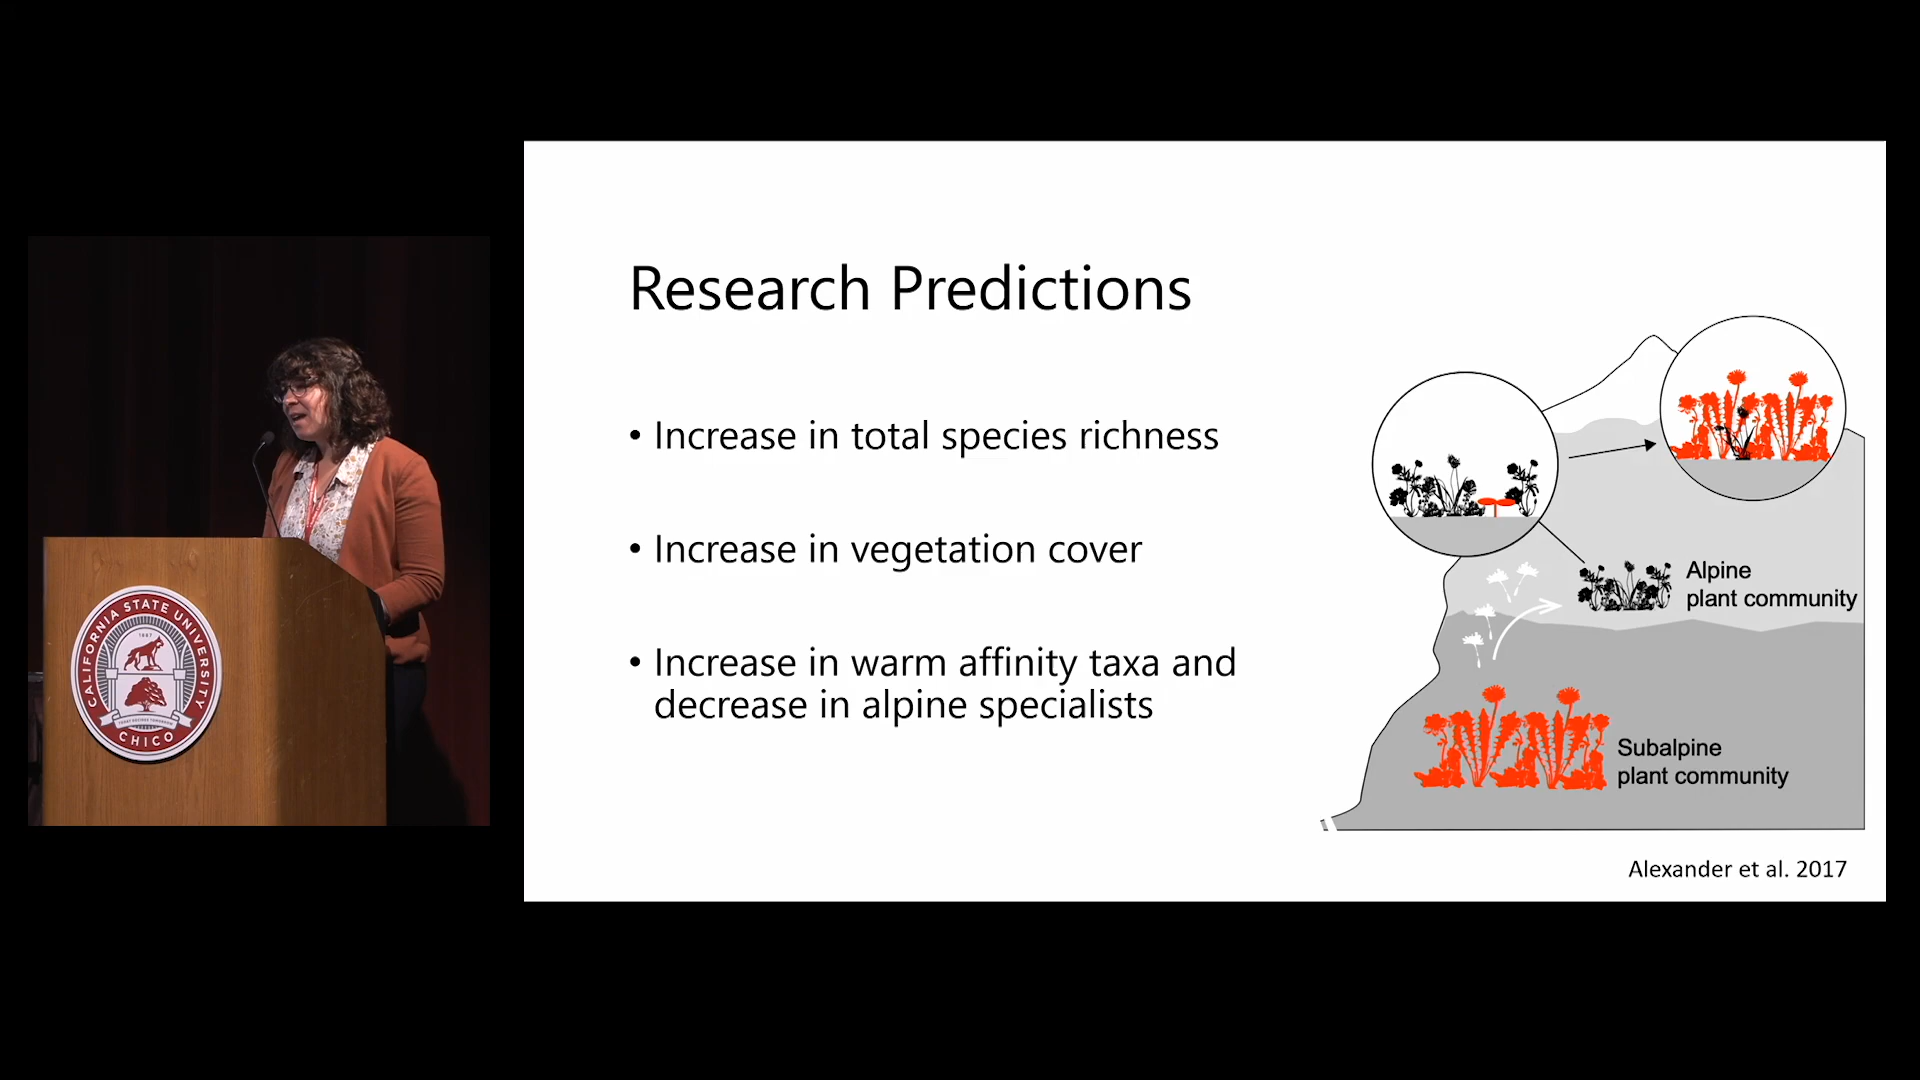 Research Predictions
• Increase in total species richness
• Increase in vegetation cover
• Increase in warm affinity taxa and
decrease in alpine specialists
Alpine
plant community
Subalpine
plant community
Alexander et al. 2017
CALIFORNIA STATE UNIVERSITY
1887
CHICO